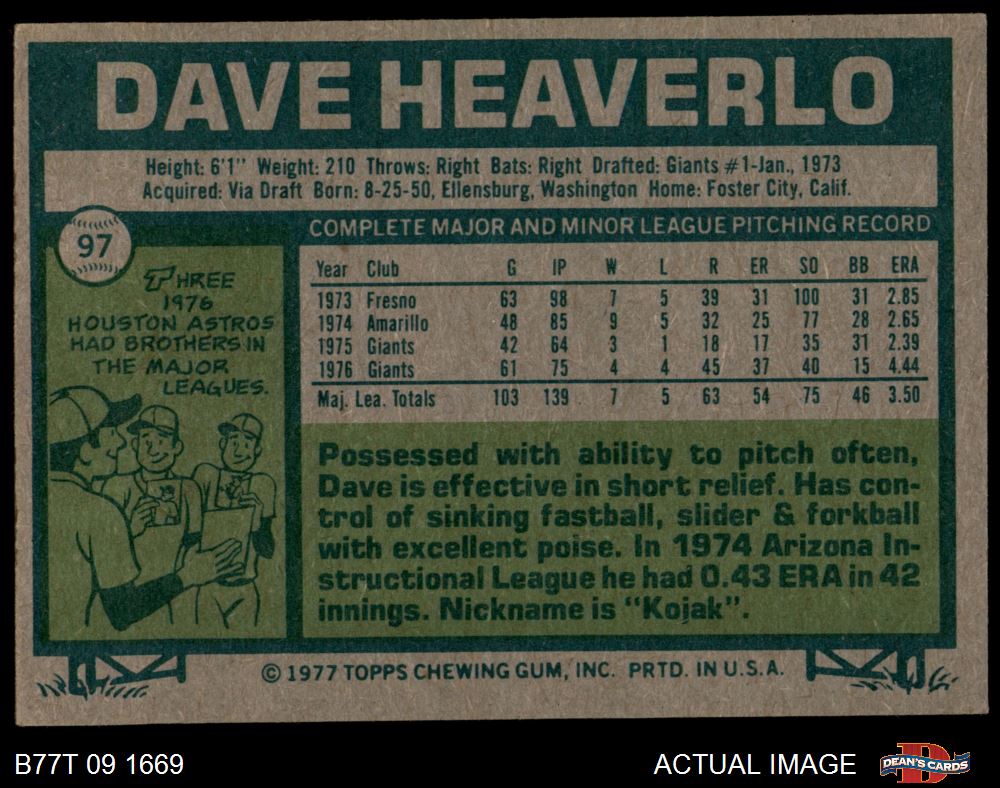 DAVE HEAVERLO
Height: 6'1" Weight: 210 Throws: Right Bats: Right Drafted: Giants #1-Jan., 1973
Acquired: Via Draft Born: 8-25-50, Ellensburg, Washington Home: Foster City, Calif.
97
THREE
1976
HOUSTON ASTROS
HAD BROTHERS IN
THE MAJOR
LEAGUES.
COMPLETE MAJOR AND MINOR LEAGUE PITCHING RECORD
Year Club G IP W L R ER SO BB ERA
1973 Fresno 63 98 7 5 39 31 100 31 2.85
1974 Amarillo 48 85 9 5 32 25 77 28 2.65
1975 Giants 42 64 3 1 18 17 35 31 2.39
1976 Giants 61 75 4 4 45 37 40 15 4.44
Maj. Lea. Totals 103 139 7 5 63 54 75 46 3.50
Possessed with ability to pitch often,
Dave is effective in short relief. Has con-
trol of sinking fastball, slider & forkball
with excellent poise. In 1974 Arizona In-
structional League he had 0.43 ERA in 42
innings. Nickname is "Kojak".
© 1977 TOPPS CHEWING GUM, INC. PRTD. IN U.S.A.
B77T 09 1669
ACTUAL IMAGE
D
DEAN'S CARDS